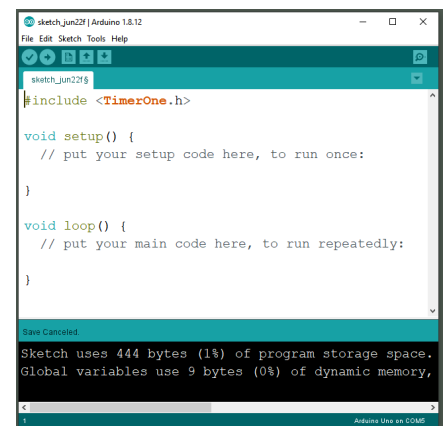 sketch_jun22f | Arduino 1.8.12
File Edit Sketch Tools Help
sketch_jun22f§
#include <TimerOne.h>
void setup() {
// put your setup code here, to run once:
}
void loop() {
// put your main code here, to run repeatedly:
}
Save Canceled.
Sketch uses 444 bytes (1%) of program storage space.
Global variables use 9 bytes (0%) of dynamic memory,
1 Arduino Uno on COM5